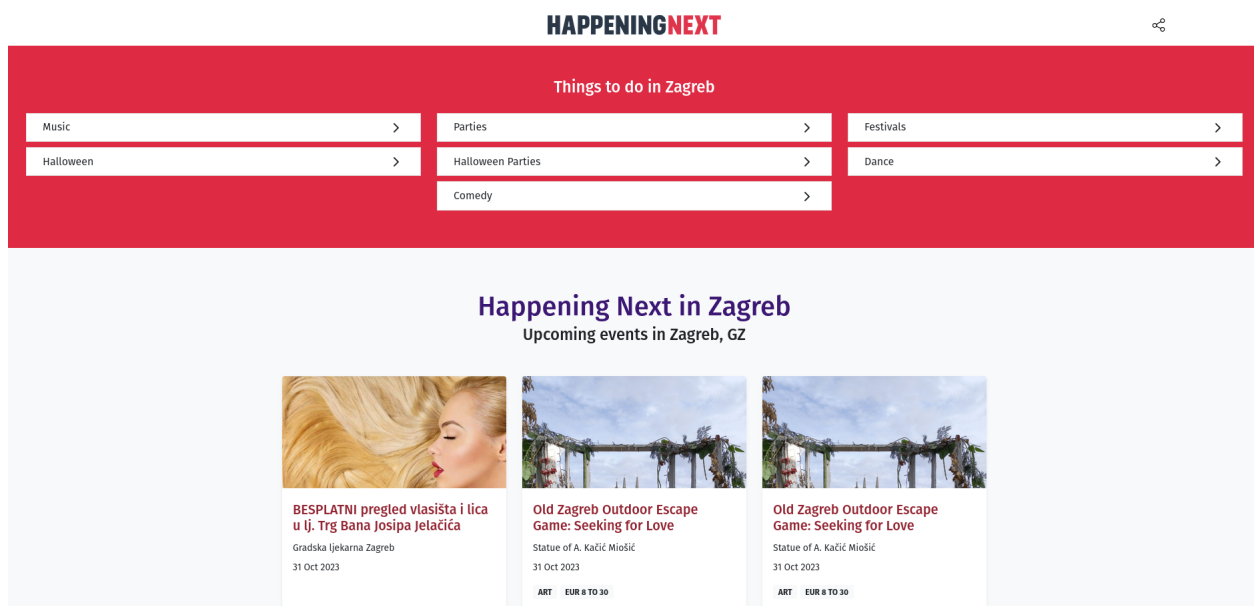 HAPPENINGNEXT
Things to do in Zagreb
Music
Parties
Festivals
Halloween
Halloween Parties
Dance
Comedy
Happening Next in Zagreb
Upcoming events in Zagreb, GZ
BESPLATNI pregled vlasišta i lica
u lj. Trg Bana Josipa Jelačića
Gradska ljekarna Zagreb
31 Oct 2023
Old Zagreb Outdoor Escape
Game: Seeking for Love
Statue of A. Kačić Miošić
31 Oct 2023
ART EUR 8 TO 30
Old Zagreb Outdoor Escape
Game: Seeking for Love
Statue of A. Kačić Miošić
31 Oct 2023
ART EUR 8 TO 30